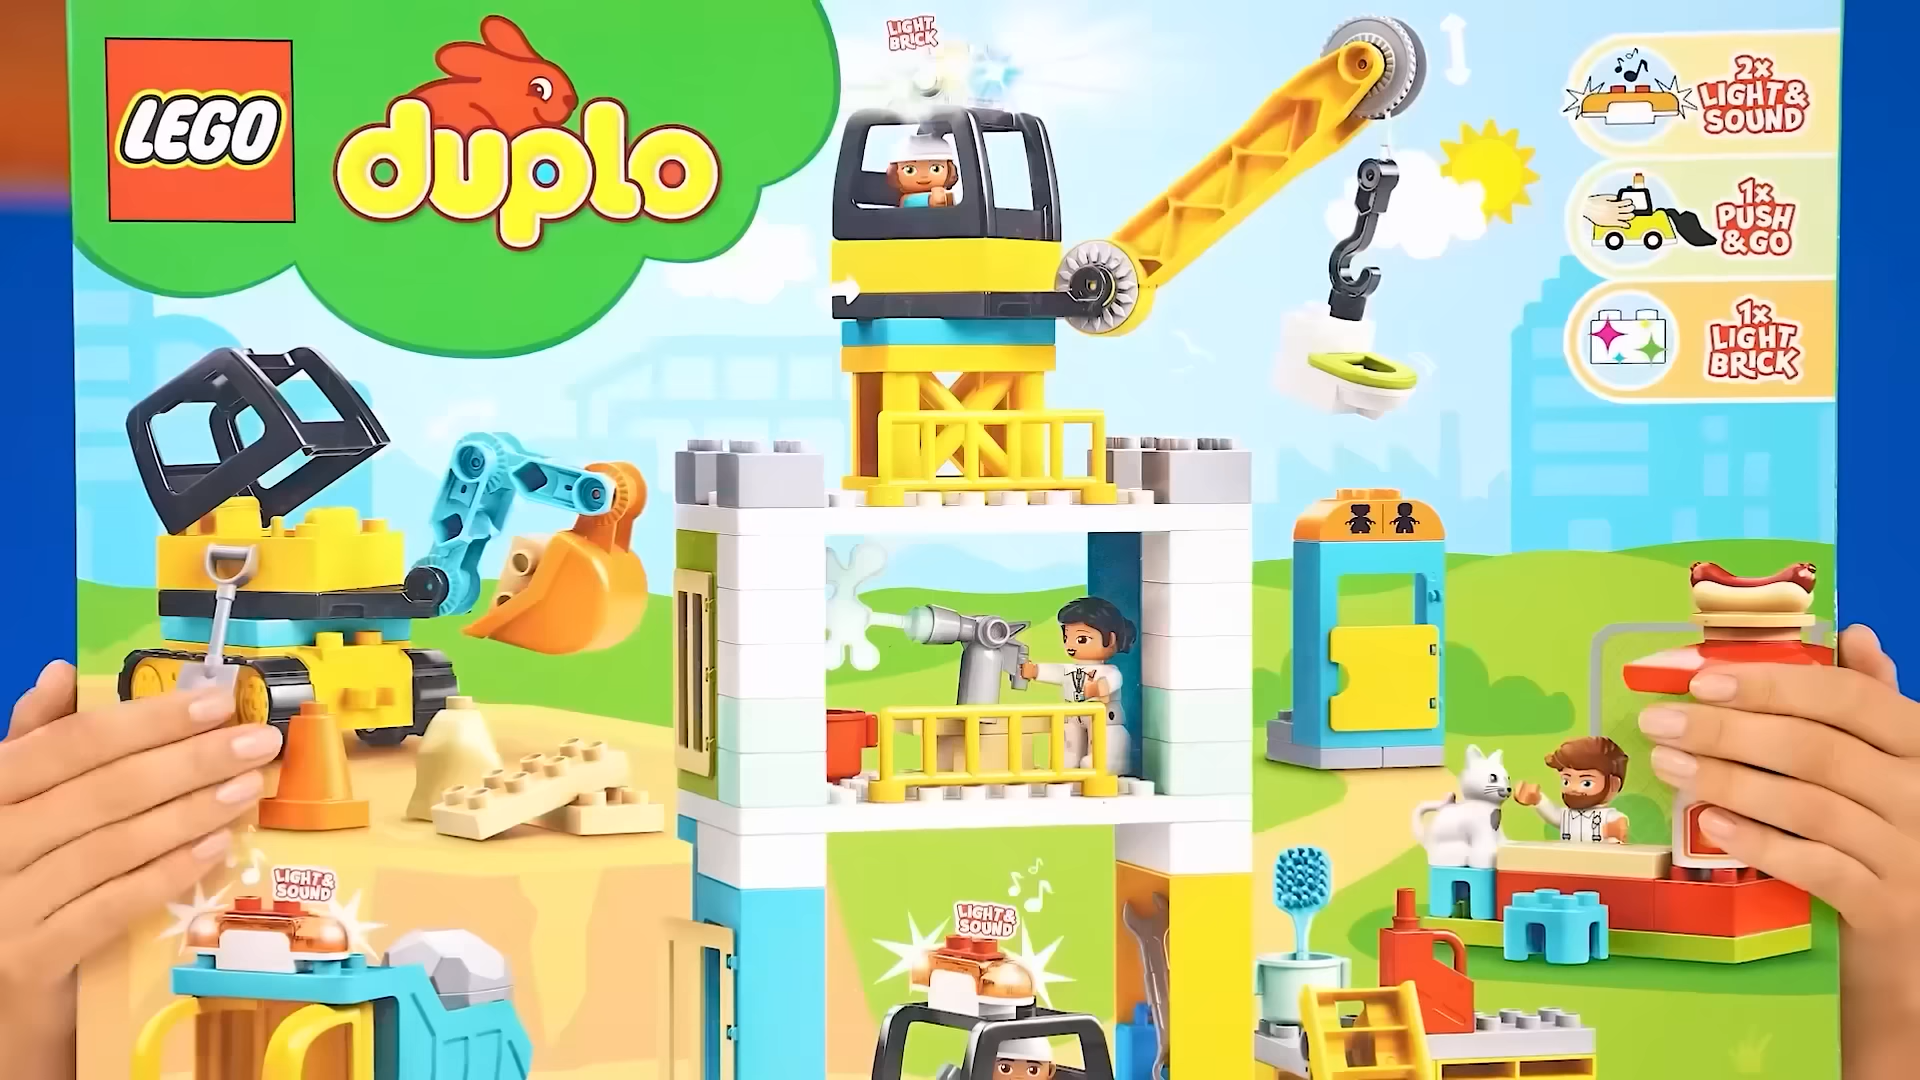 LEGO
duplo
LIGHT
BRICK
2x
LIGHT&
SOUND
1x
PUSH
&GO
1x
LIGHT
BRICK
LIGHT&
SOUND
LIGHT&
SOUND